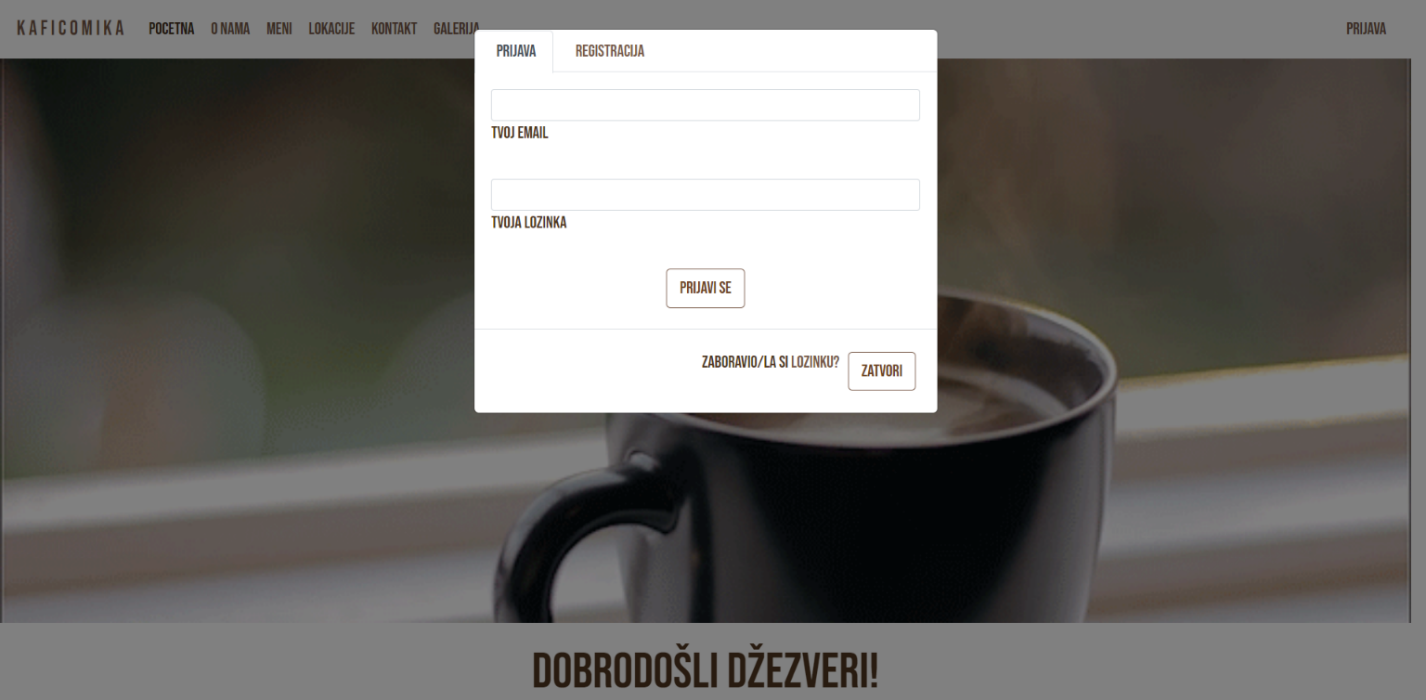 KAFICOMIKA POCETNA O NAMA MENI LOKACIJE KONTAKT GALERIJA PRIJAVA
PRIJAVA REGISTRACIJA
TVOJ EMAIL
TVOJA LOZINKA
PRIJAVI SE
ZABORAVIO/LA SI LOZINKU? ZATVORI
DOBRODOŠLI DŽEZVERI!